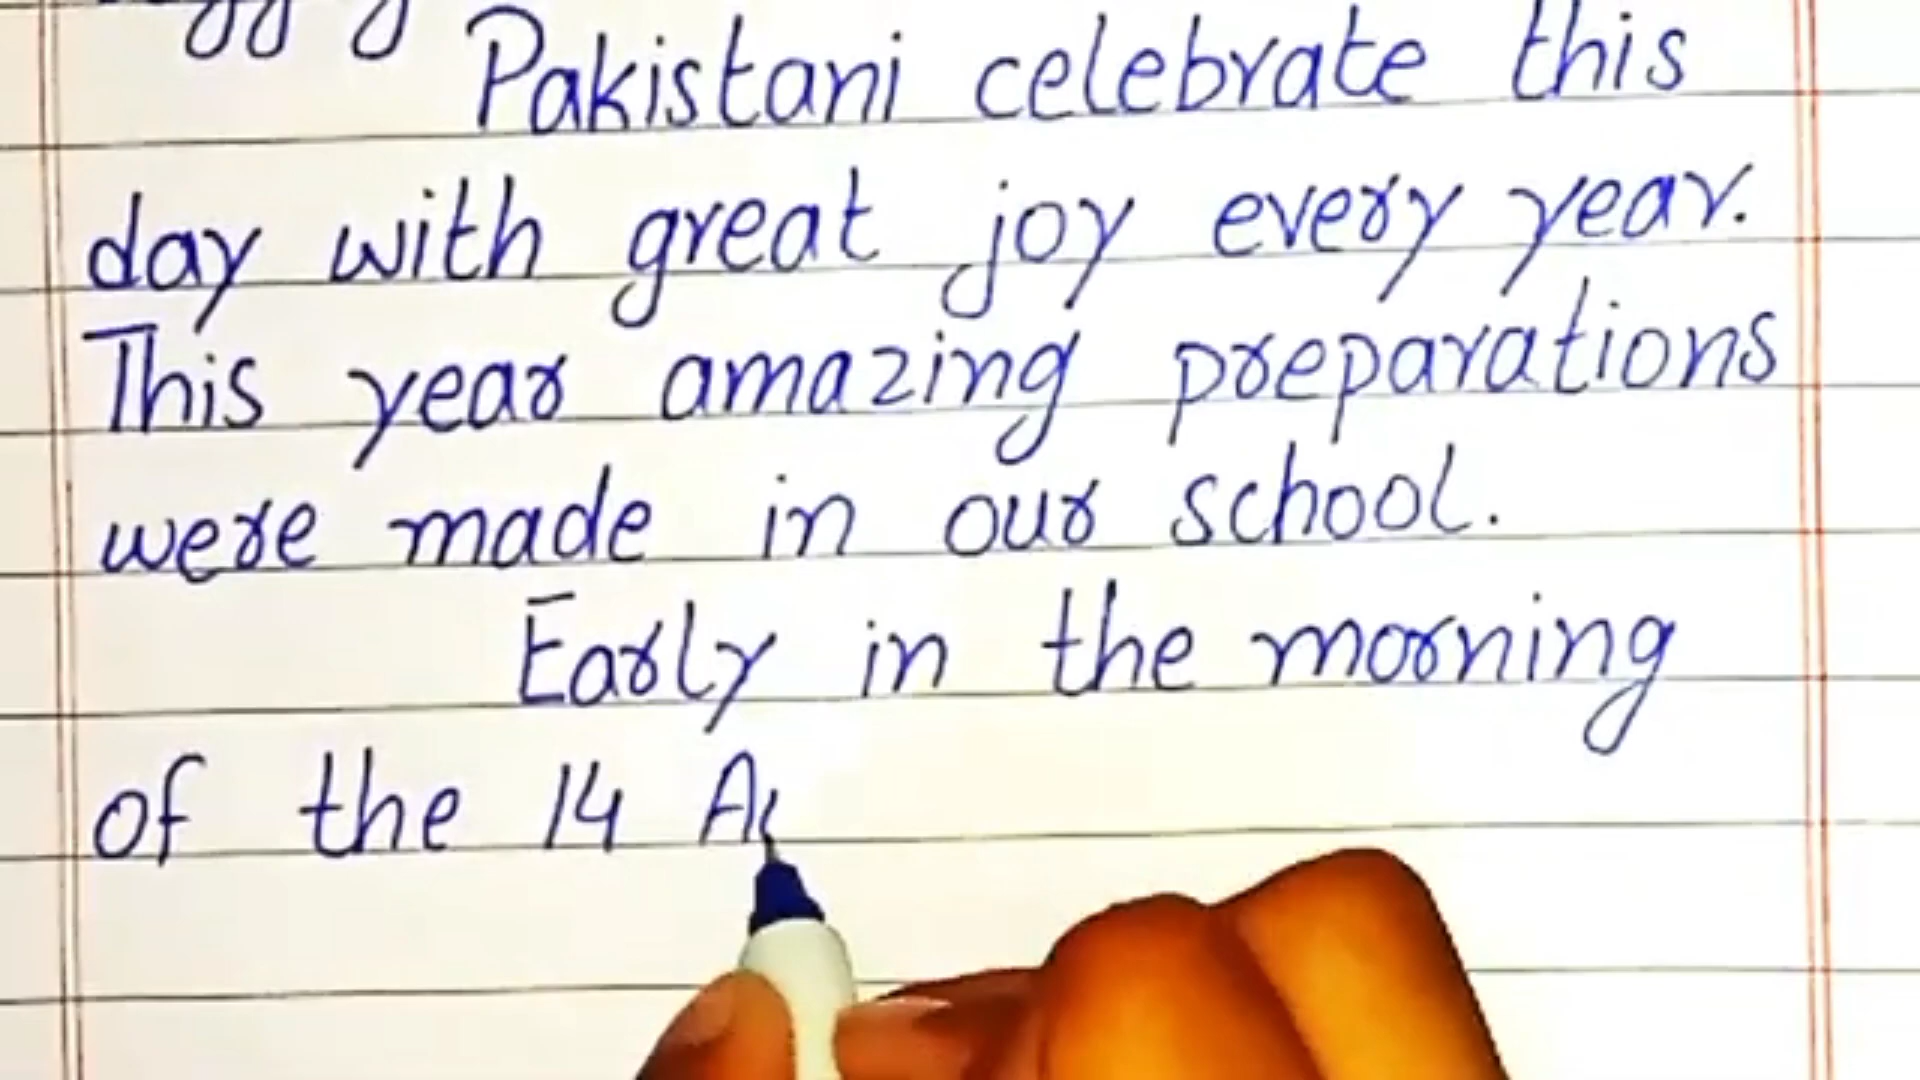 Pakistani celebrate this
day with great joy every year.
This year amazing preparations
were made in our school.
Early in the morning
of the 14